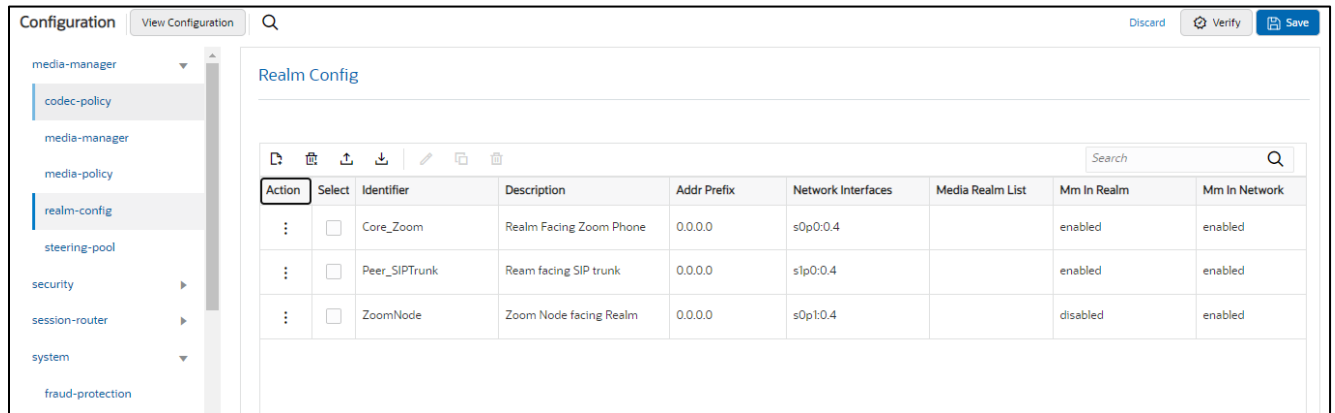 Configuration View Configuration Discard Verify Save
media-manager
codec-policy
media-manager
media-policy
realm-config
steering-pool
security
session-router
system
fraud-protection
Realm Config
Search
Action Select Identifier Description Addr Prefix Network Interfaces Media Realm List Mm In Realm Mm In Network
Core_Zoom Realm Facing Zoom Phone 0.0.0.0 s0p0:0.4 enabled enabled
Peer_SIPTrunk Ream facing SIP trunk 0.0.0.0 s1p0:0.4 enabled enabled
ZoomNode Zoom Node facing Realm 0.0.0.0 s0p1:0.4 disabled enabled